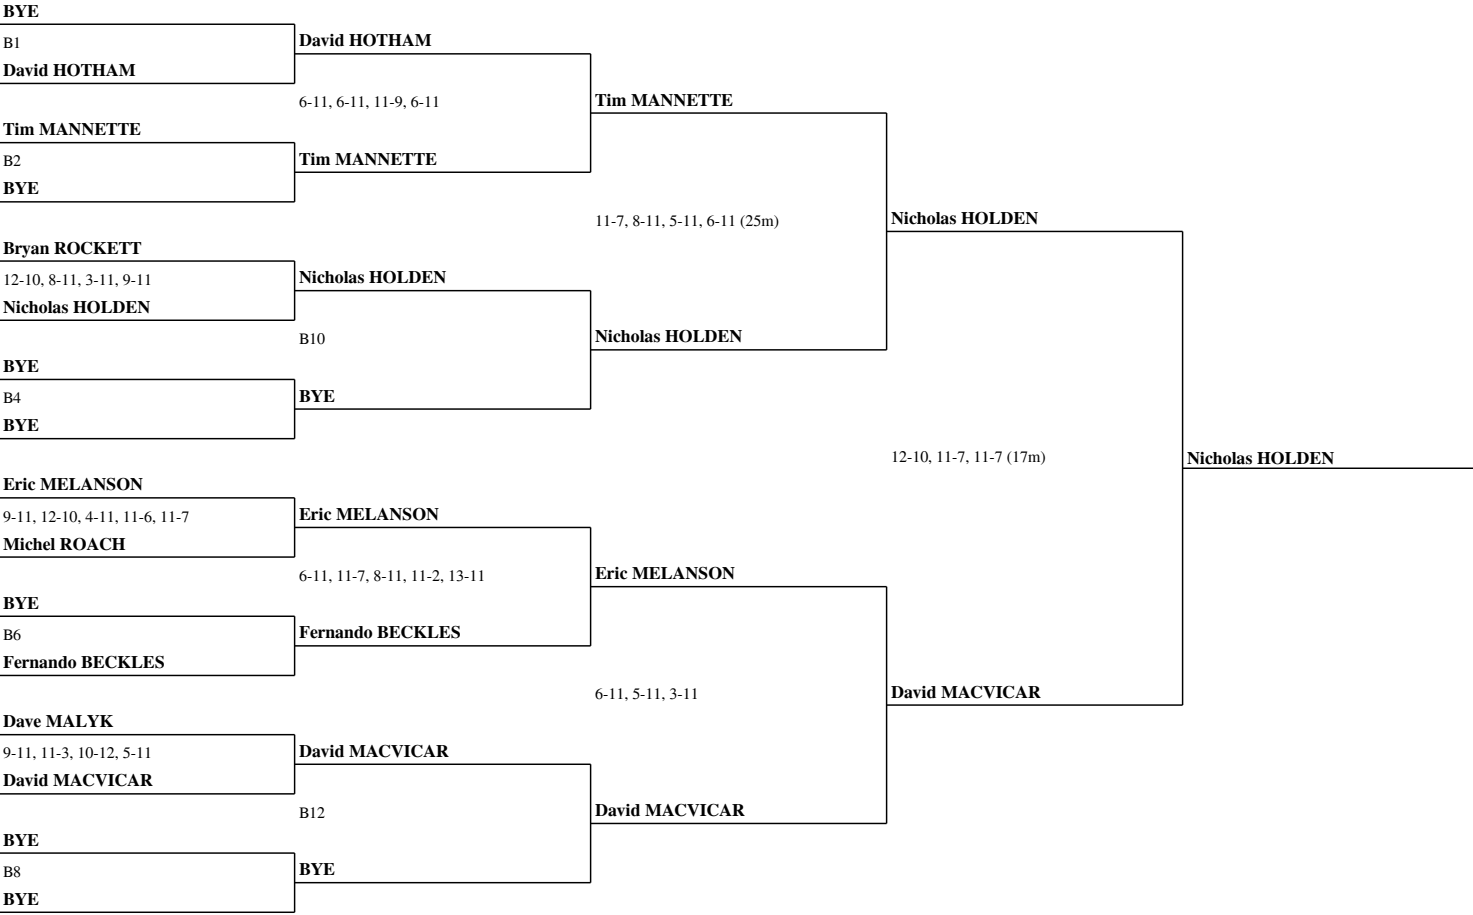 BYE
B1
David HOTHAM
Tim MANNETTE
B2
BYE
Bryan ROCKETT
12-10, 8-11, 3-11, 9-11
Nicholas HOLDEN
BYE
B4
BYE
Eric MELANSON
9-11, 12-10, 4-11, 11-6, 11-7
Michel ROACH
BYE
B6
Fernando BECKLES
Dave MALYK
9-11, 11-3, 10-12, 5-11
David MACVICAR
BYE
B8
BYE
David HOTHAM
6-11, 6-11, 11-9, 6-11
Tim MANNETTE
Nicholas HOLDEN
B10
BYE
Eric MELANSON
6-11, 11-7, 8-11, 11-2, 13-11
Fernando BECKLES
David MACVICAR
B12
BYE
Tim MANNETTE
11-7, 8-11, 5-11, 6-11 (25m)
Nicholas HOLDEN
Eric MELANSON
6-11, 5-11, 3-11
David MACVICAR
Nicholas HOLDEN
12-10, 11-7, 11-7 (17m)
David MACVICAR
Nicholas HOLDEN